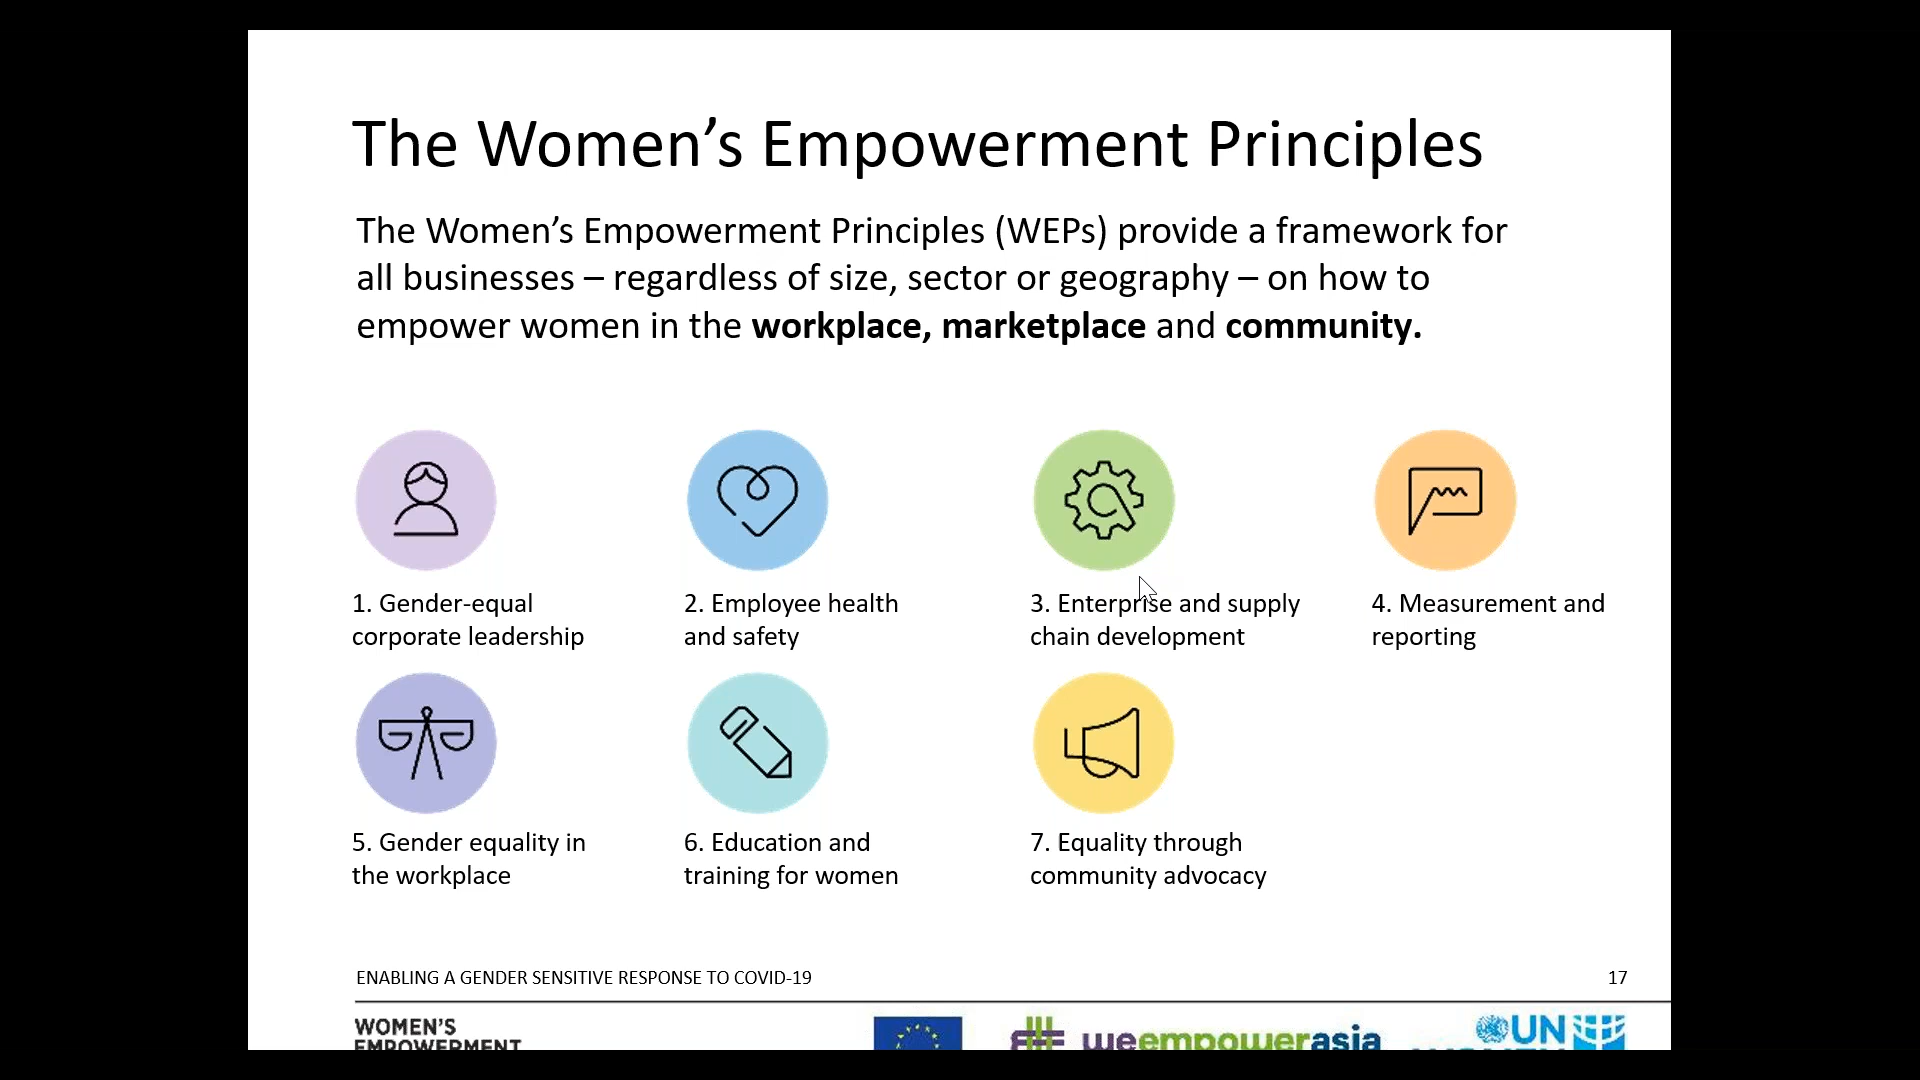 The Women’s Empowerment Principles
The Women’s Empowerment Principles (WEPs) provide a framework for
all businesses – regardless of size, sector or geography – on how to
empower women in the workplace, marketplace and community.
1. Gender-equal
corporate leadership
2. Employee health
and safety
3. Enterprise and supply
chain development
4. Measurement and
reporting
5. Gender equality in
the workplace
6. Education and
training for women
7. Equality through
community advocacy
ENABLING A GENDER SENSITIVE RESPONSE TO COVID-19
17
WOMEN’S
EMPOWERMENT
weempowerasia
UN